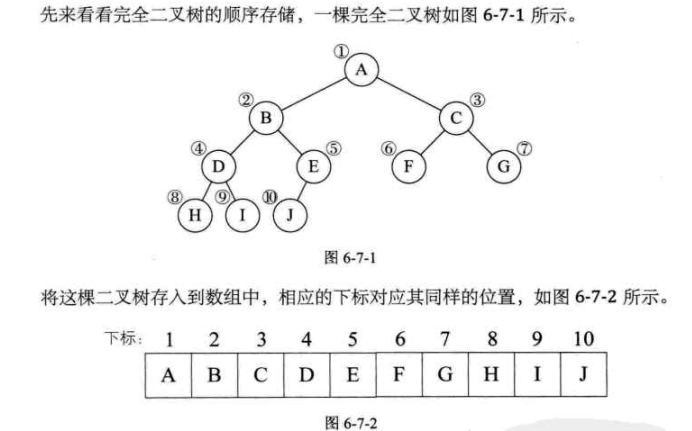 先来看看完全二叉树的顺序存储，一棵完全二叉树如图 6-7-1 所示。
① A
② B ③ C
④ D ⑤ E ⑥ F ⑦ G
⑧ H ⑨ I ⑩ J
图 6-7-1
将这棵二叉树存入到数组中，相应的下标对应其同样的位置，如图 6-7-2 所示。
下标： 1 2 3 4 5 6 7 8 9 10
A B C D E F G H I J
图 6-7-2